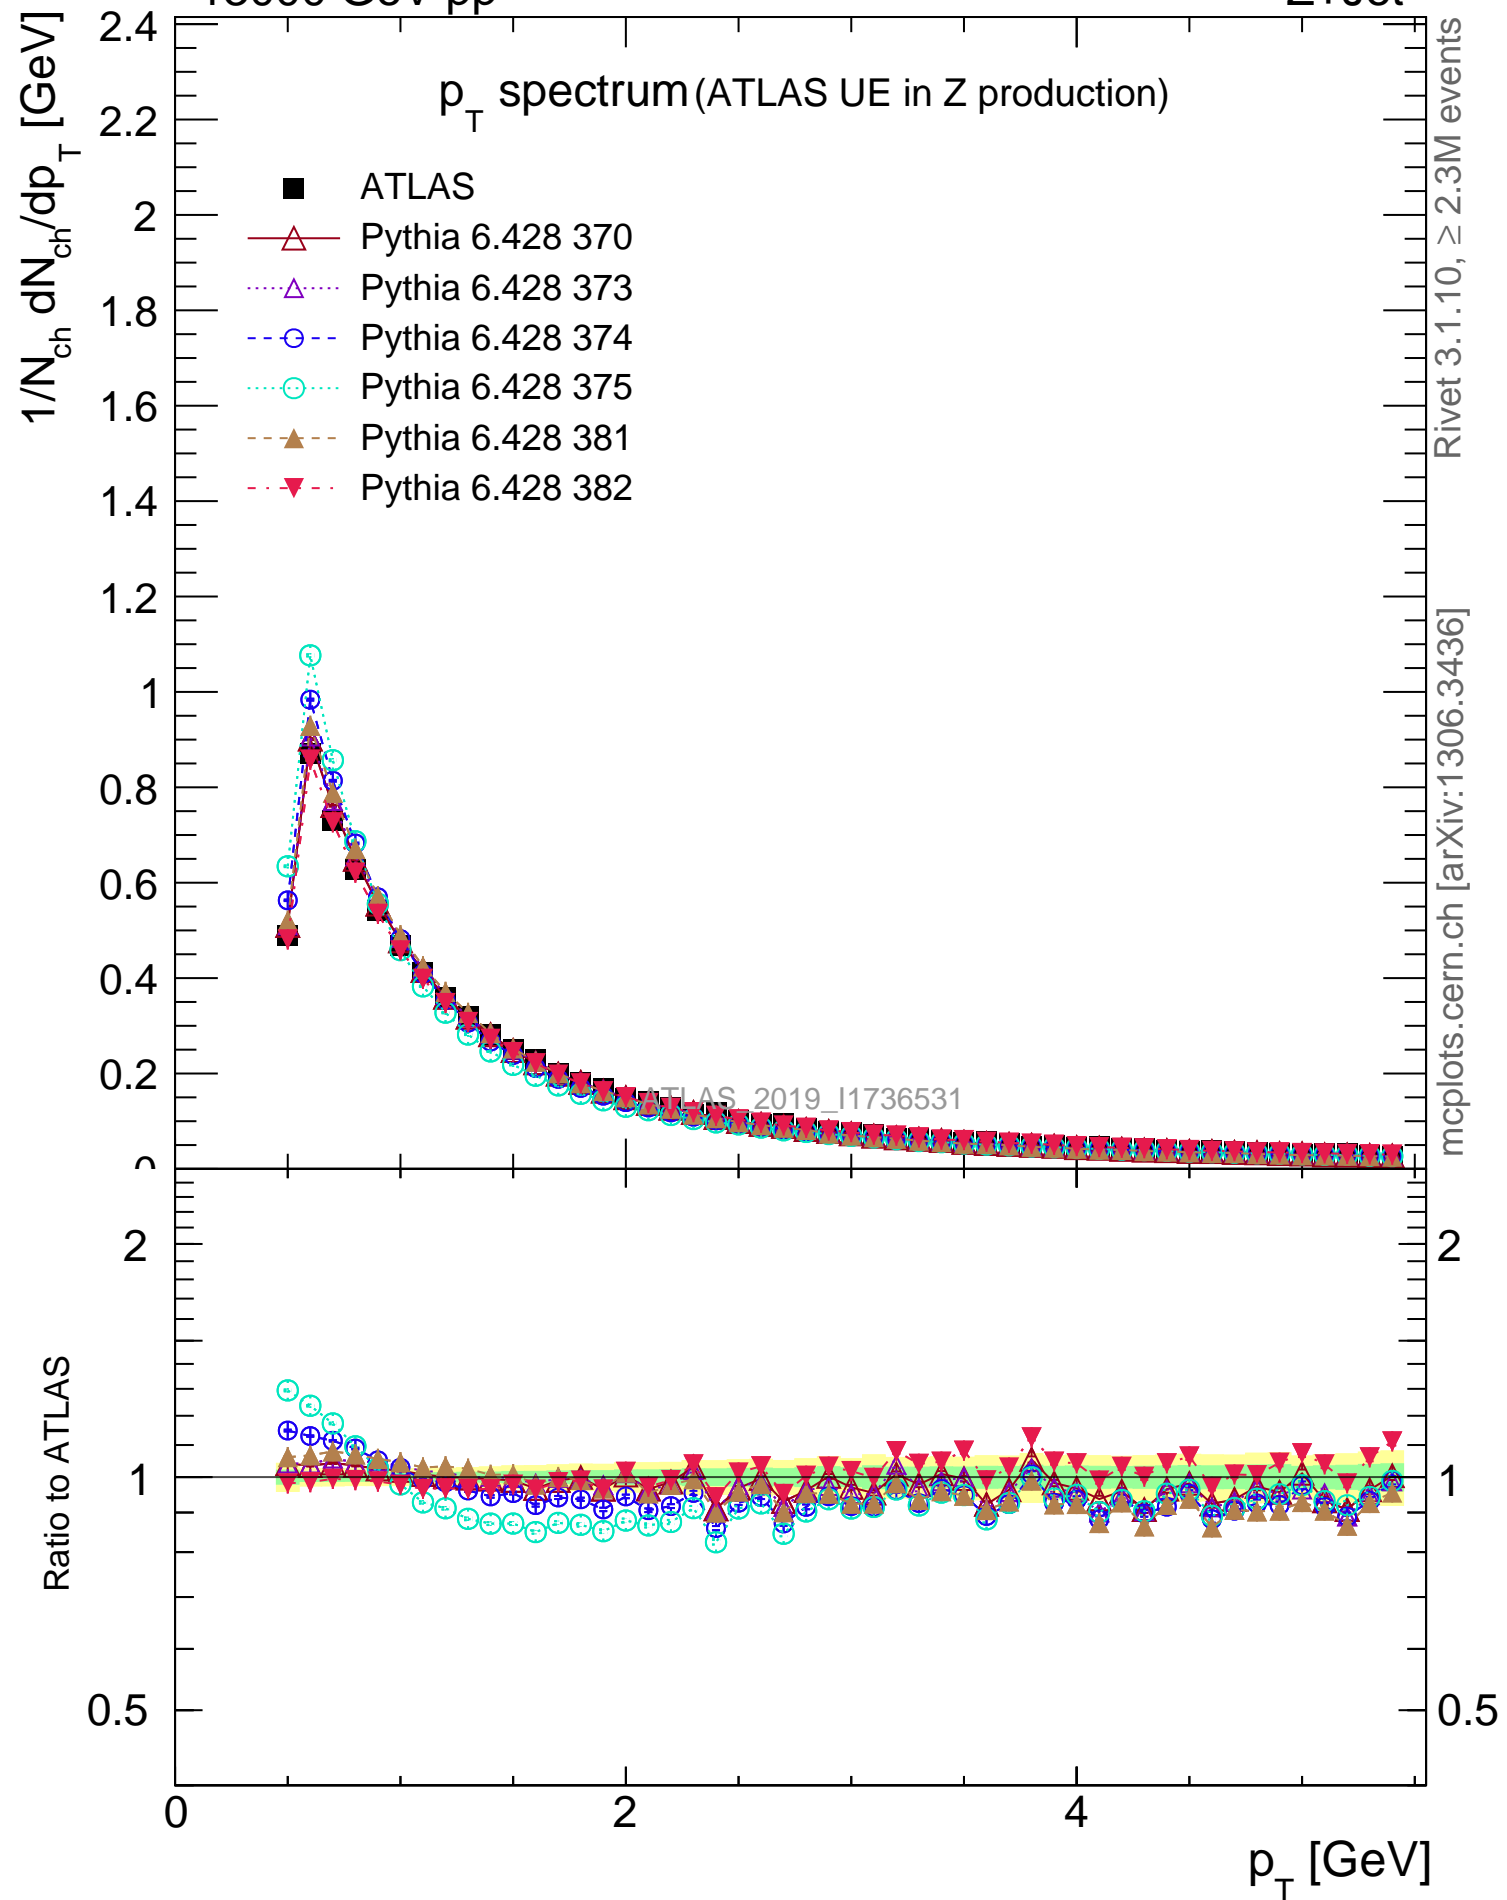 1/N_ch dN_ch/dp_T [GeV]
p_T spectrum (ATLAS UE in Z production)
ATLAS
Pythia 6.428 370
Pythia 6.428 373
Pythia 6.428 374
Pythia 6.428 375
Pythia 6.428 381
Pythia 6.428 382
2.4
2.2
2
1.8
1.6
1.4
1.2
1
0.8
0.6
0.4
0.2
0
ATLAS_2019_I1736531
Rivet 3.1.10, ≥ 2.3M events
mcplots.cern.ch [arXiv:1306.3436]
Ratio to ATLAS
2
1
0.5
2
1
0.5
0
2
4
p_T [GeV]